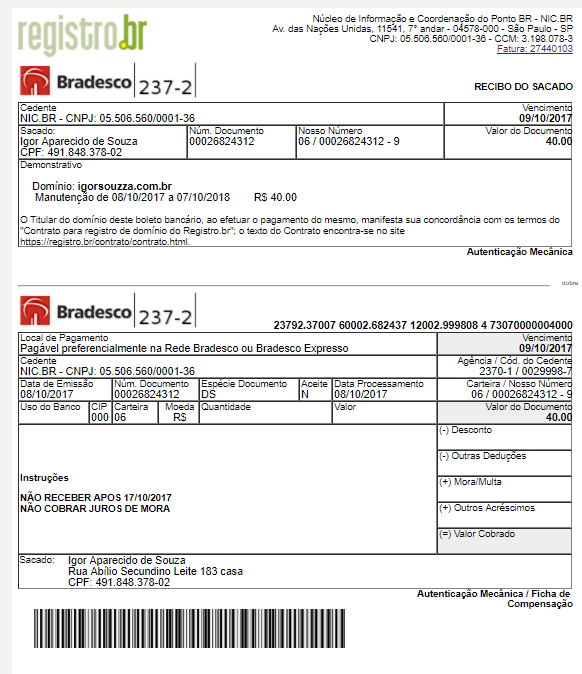 registro.br
Núcleo de Informação e Coordenação do Ponto BR - NIC.BR
Av. das Nações Unidas, 11541, 7° andar - 04578-000 - São Paulo - SP
CNPJ: 05.506.560/0001-36 - CCM: 3.198.078-3
Fatura: 27440103
Bradesco 237-2
RECIBO DO SACADO
Cedente Vencimento
NIC.BR - CNPJ: 05.506.560/0001-36 09/10/2017
Sacado: Núm. Documento Nosso Número Valor do Documento
Igor Aparecido de Souza 00026824312 06 / 00026824312 - 9 40.00
CPF: 491.848.378-02
Demonstrativo
Domínio: igorsouzza.com.br
Manutenção de 08/10/2017 a 07/10/2018 R$ 40.00
O Titular do domínio deste boleto bancário, ao efetuar o pagamento do mesmo, manifesta sua concordância com os termos do
"Contrato para registro de domínio do Registro.br"; o texto do Contrato encontra-se no site
https://registro.br/contrato/contrato.html.
Autenticação Mecânica
dobre
Bradesco 237-2
23792.37007 60002.682437 12002.999808 4 73070000004000
Local de Pagamento Vencimento
Pagável preferencialmente na Rede Bradesco ou Bradesco Expresso 09/10/2017
Cedente Agência / Cód. do Cedente
NIC.BR - CNPJ: 05.506.560/0001-36 2370-1 / 0029998-7
Data de Emissão Núm. Documento Espécie Documento Aceite Data Processamento Carteira / Nosso Número
08/10/2017 00026824312 DS N 08/10/2017 06 / 00026824312 - 9
Uso do Banco CIP Carteira Moeda Quantidade Valor Valor do Documento
000 06 R$ 40.00
(-) Desconto
(-) Outras Deduções
Instruções
(+) Mora/Multa
NÃO RECEBER APOS 17/10/2017
NÃO COBRAR JUROS DE MORA
(+) Outros Acréscimos
(=) Valor Cobrado
Sacado: Igor Aparecido de Souza
Rua Abílio Secundino Leite 183 casa
CPF: 491.848.378-02
Autenticação Mecânica / Ficha de
Compensação